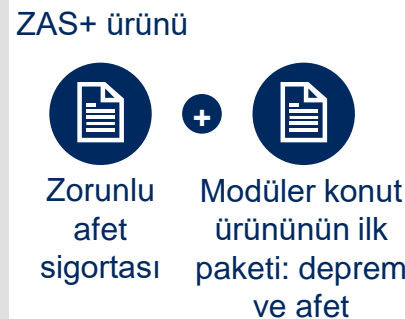 ZAS+ ürünü
+
Zorunlu
afet
sigortası
Modüler konut
ürününün ilk
paketi: deprem
ve afet